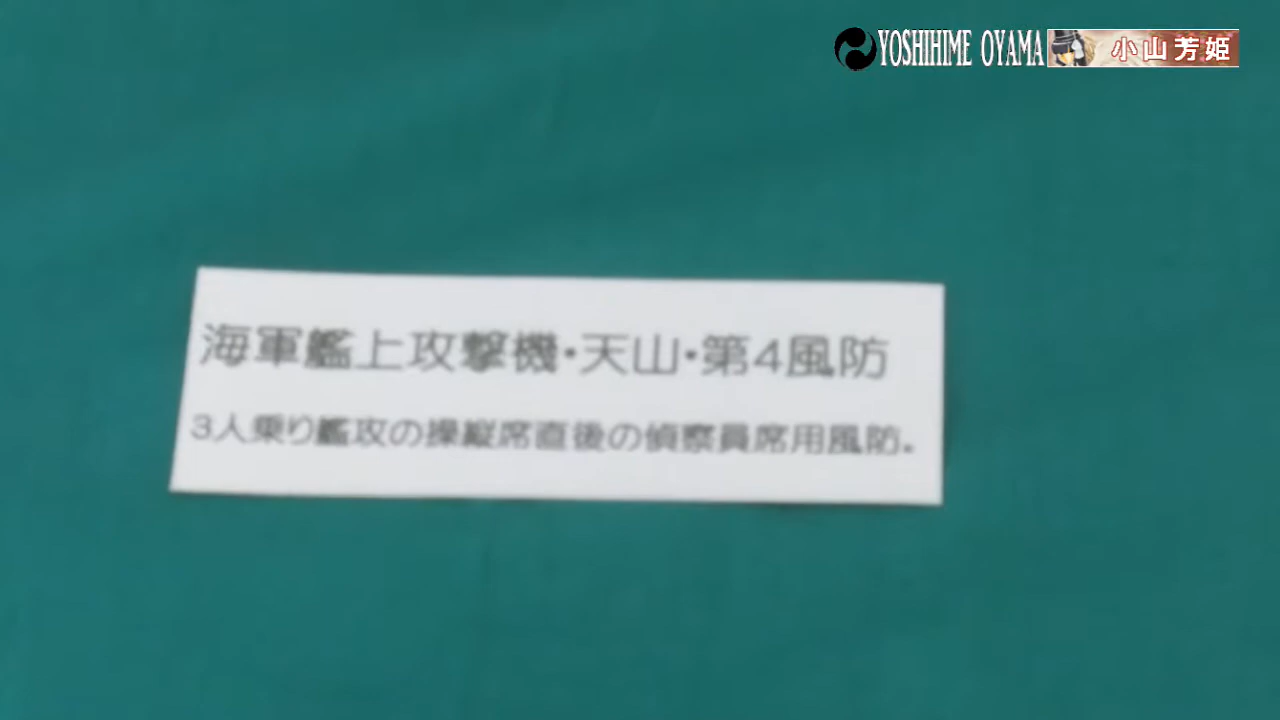 YOSHIHIME OYAMA 小山芳姫
海軍艦上攻撃機・天山・第4風防
3人乗り艦攻の操縦席直後の偵察員席用風防。